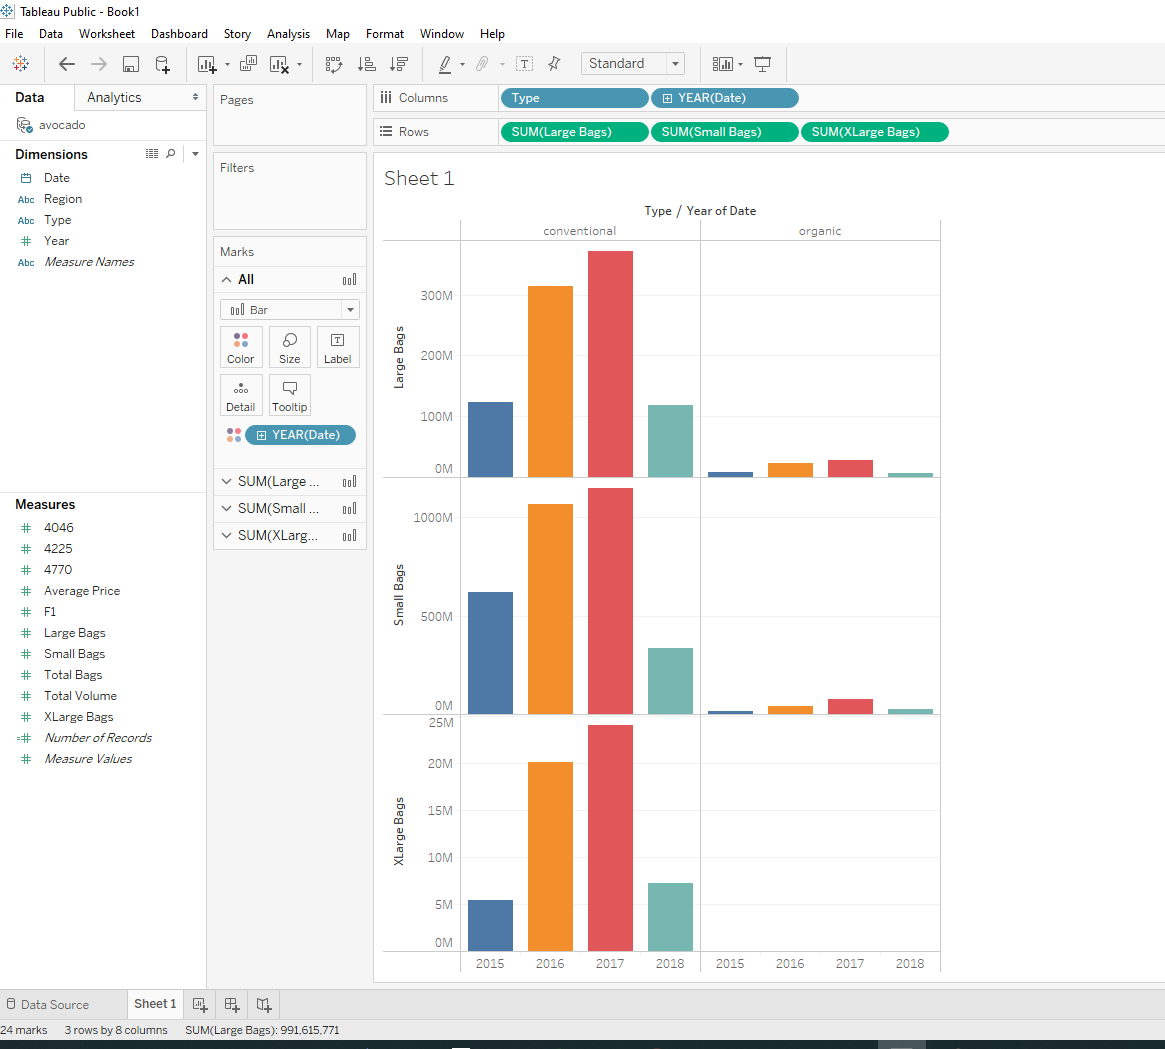 Tableau Public - Book1
File Data Worksheet Dashboard Story Analysis Map Format Window Help
Standard
Data Analytics
avocado
Dimensions
Date
Abc Region
Abc Type
Year
Abc Measure Names
Measures
4046
4225
4770
Average Price
F1
Large Bags
Small Bags
Total Bags
Total Volume
XLarge Bags
Number of Records
Measure Values
Pages
Filters
Marks
All
Bar
Color Size Label
Detail Tooltip
YEAR(Date)
SUM(Large ...
SUM(Small ...
SUM(XLarg...
Columns Type YEAR(Date)
Rows SUM(Large Bags) SUM(Small Bags) SUM(XLarge Bags)
Sheet 1
Type / Year of Date
conventional organic
Large Bags
300M
200M
100M
0M
Small Bags
1000M
500M
0M
XLarge Bags
25M
20M
15M
10M
5M
0M
2015 2016 2017 2018 2015 2016 2017 2018
Data Source Sheet 1
24 marks 3 rows by 8 columns SUM(Large Bags): 991,615,771